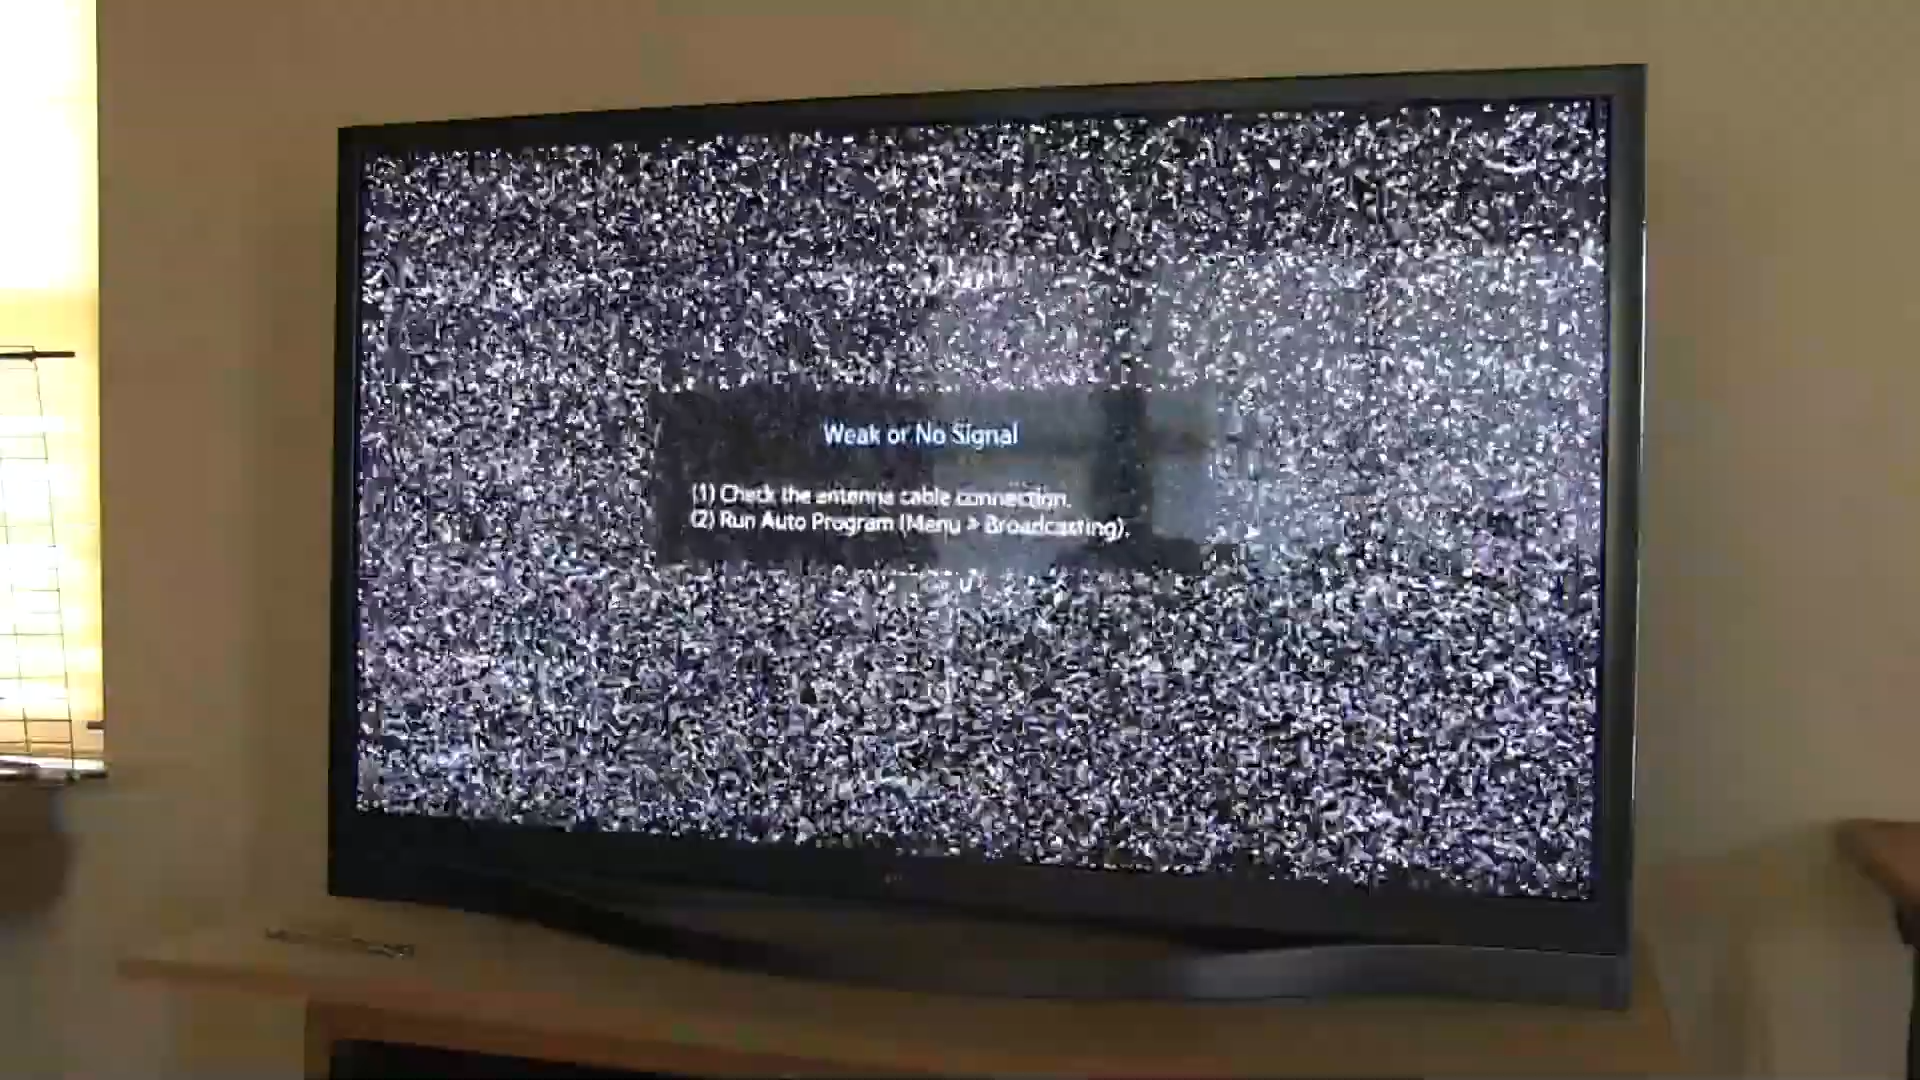 Weak or No Signal
(1) Check the antenna cable connection.
(2) Run Auto Program (Menu > Broadcasting).